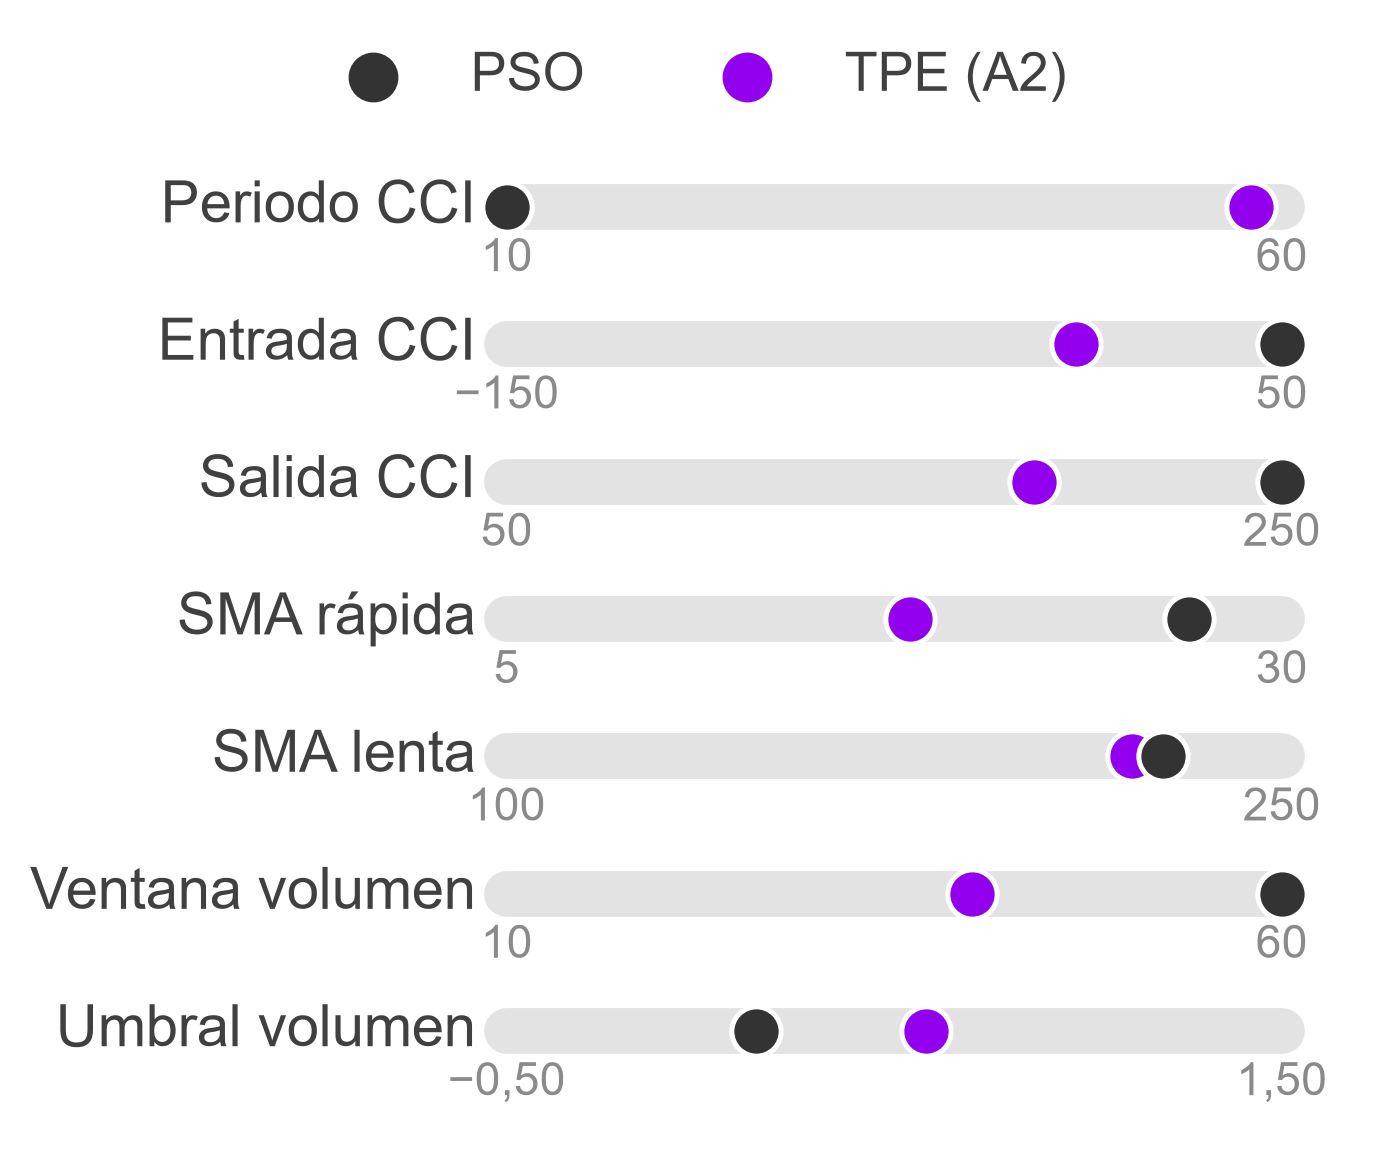 PSO TPE (A2)
Periodo CCI
10 60
Entrada CCI
−150 50
Salida CCI
50 250
SMA rápida
5 30
SMA lenta
100 250
Ventana volumen
10 60
Umbral volumen
−0,50 1,50